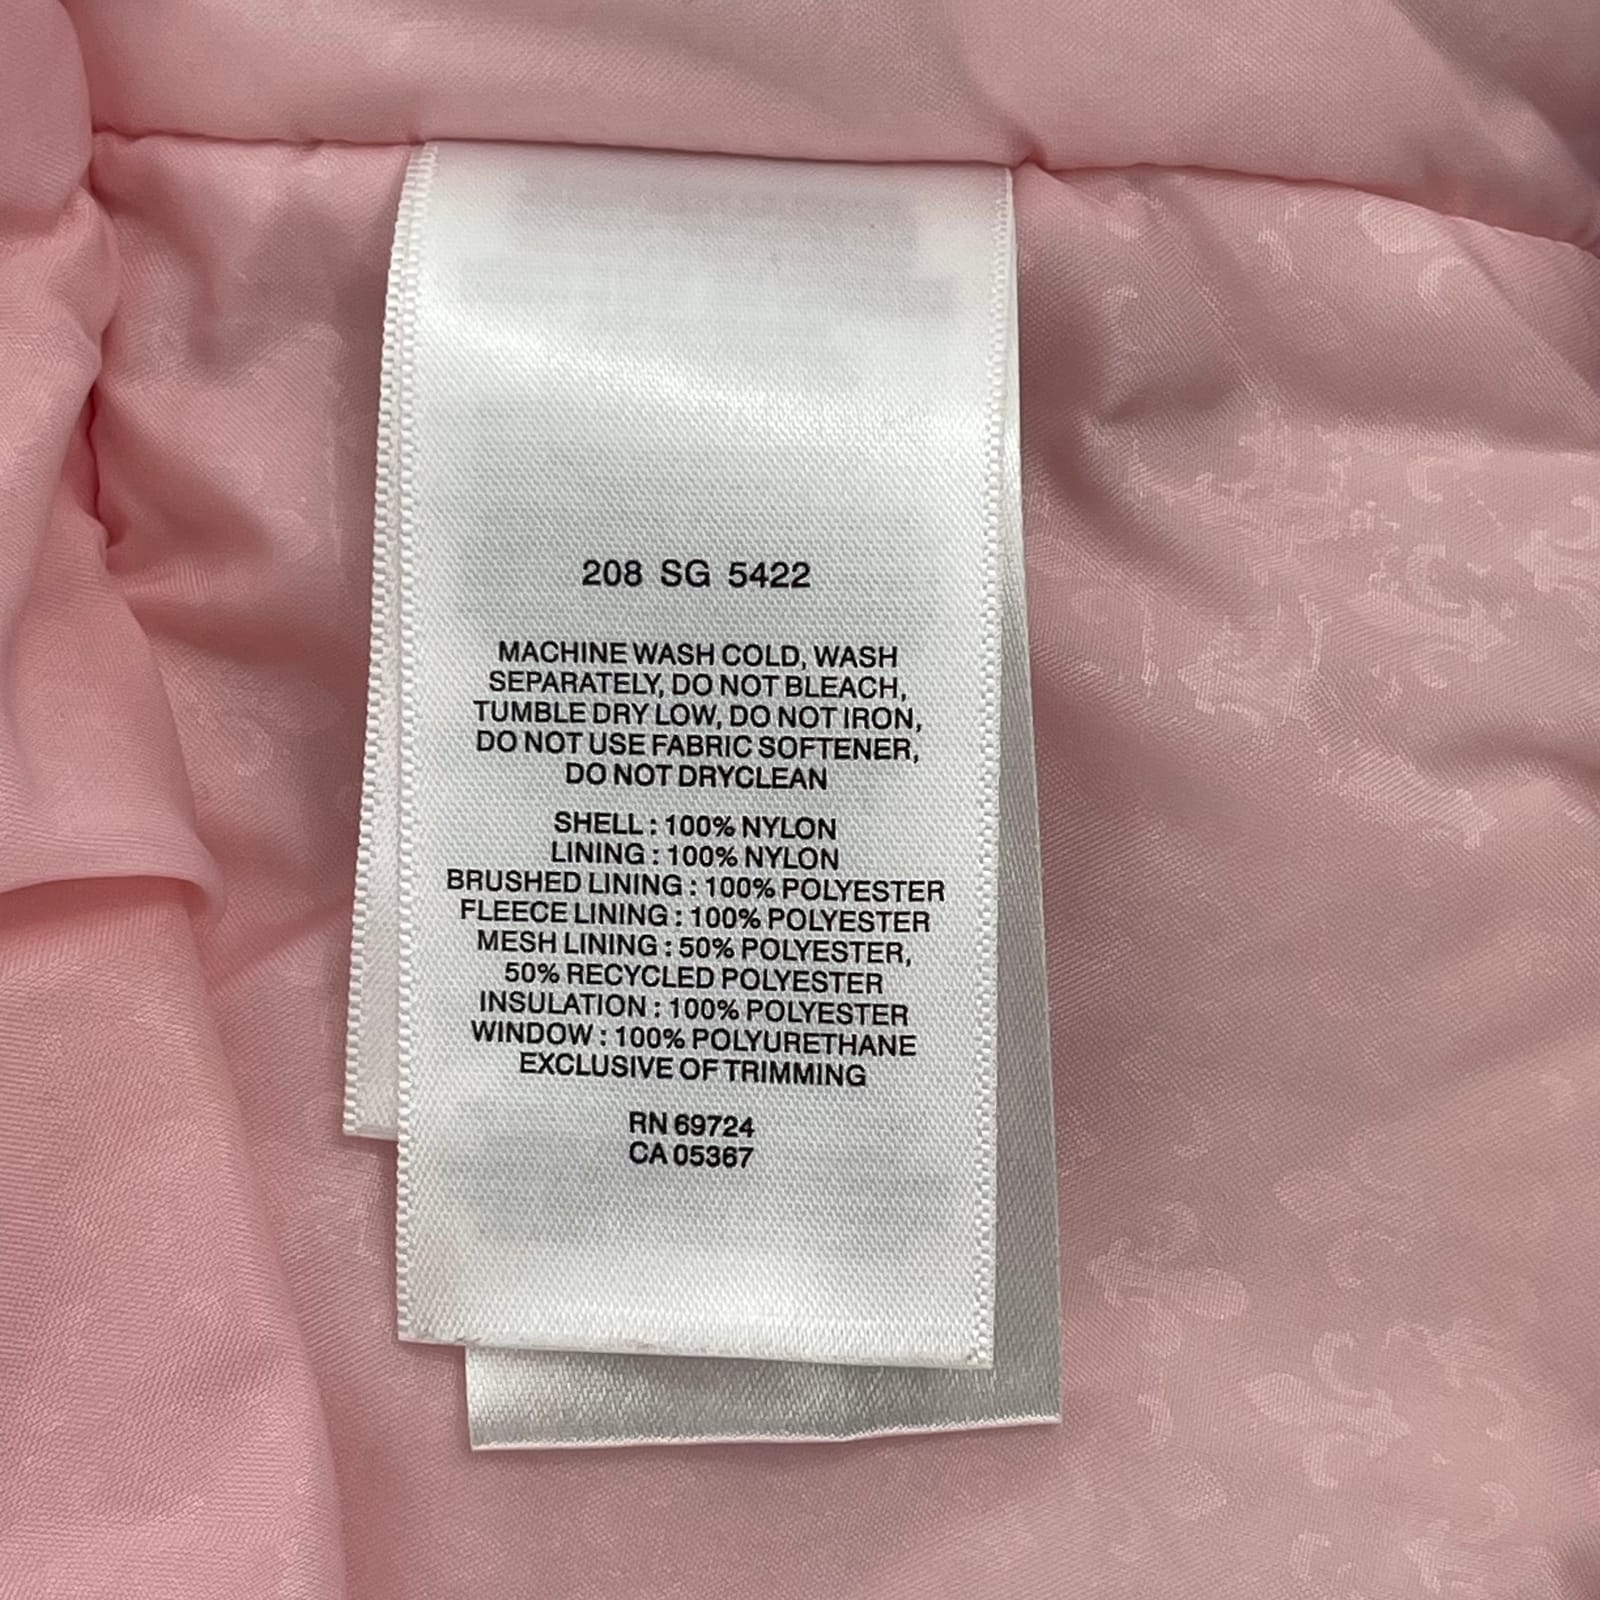 208 SG 5422
MACHINE WASH COLD, WASH
SEPARATELY, DO NOT BLEACH,
TUMBLE DRY LOW, DO NOT IRON,
DO NOT USE FABRIC SOFTENER,
DO NOT DRYCLEAN
SHELL : 100% NYLON
LINING : 100% NYLON
BRUSHED LINING : 100% POLYESTER
FLEECE LINING : 100% POLYESTER
MESH LINING : 50% POLYESTER,
50% RECYCLED POLYESTER
INSULATION : 100% POLYESTER
WINDOW : 100% POLYURETHANE
EXCLUSIVE OF TRIMMING
RN 69724
CA 05367